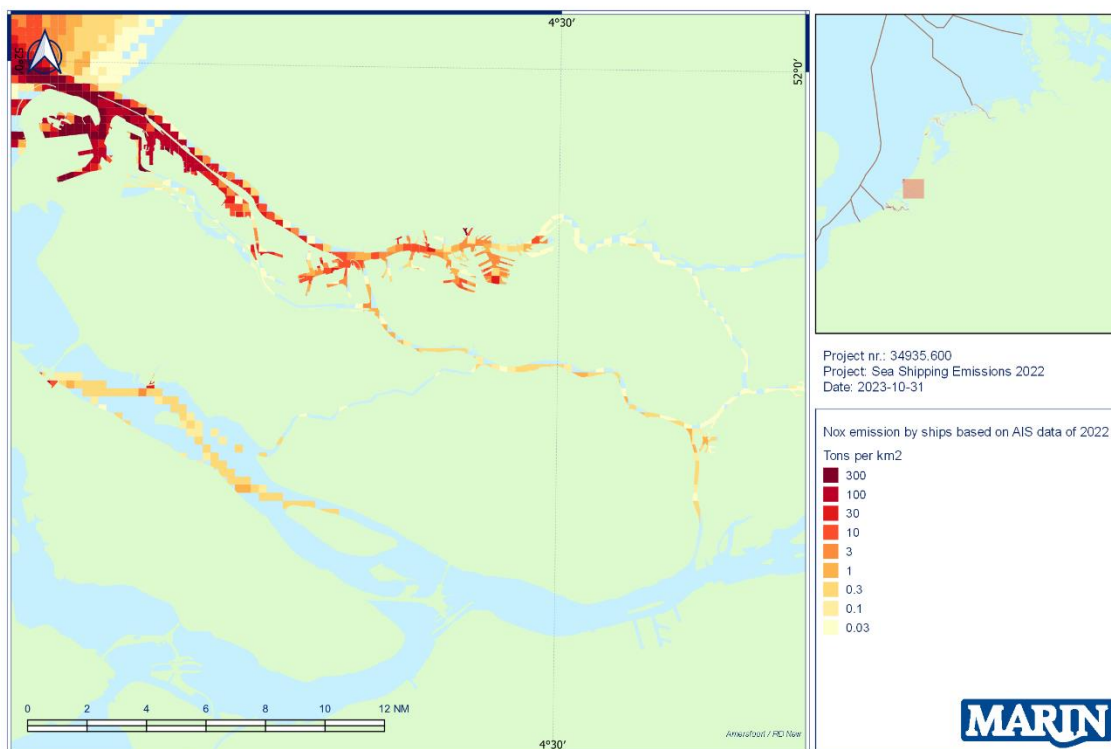 4°30'
52°0'
52°0'
0 2 4 6 8 10 12 NM
Amersfoort / RD New
4°30'
Project nr.: 34935.600
Project: Sea Shipping Emissions 2022
Date: 2023-10-31
Nox emission by ships based on AIS data of 2022
Tons per km2
300
100
30
10
3
1
0.3
0.1
0.03
MARIN